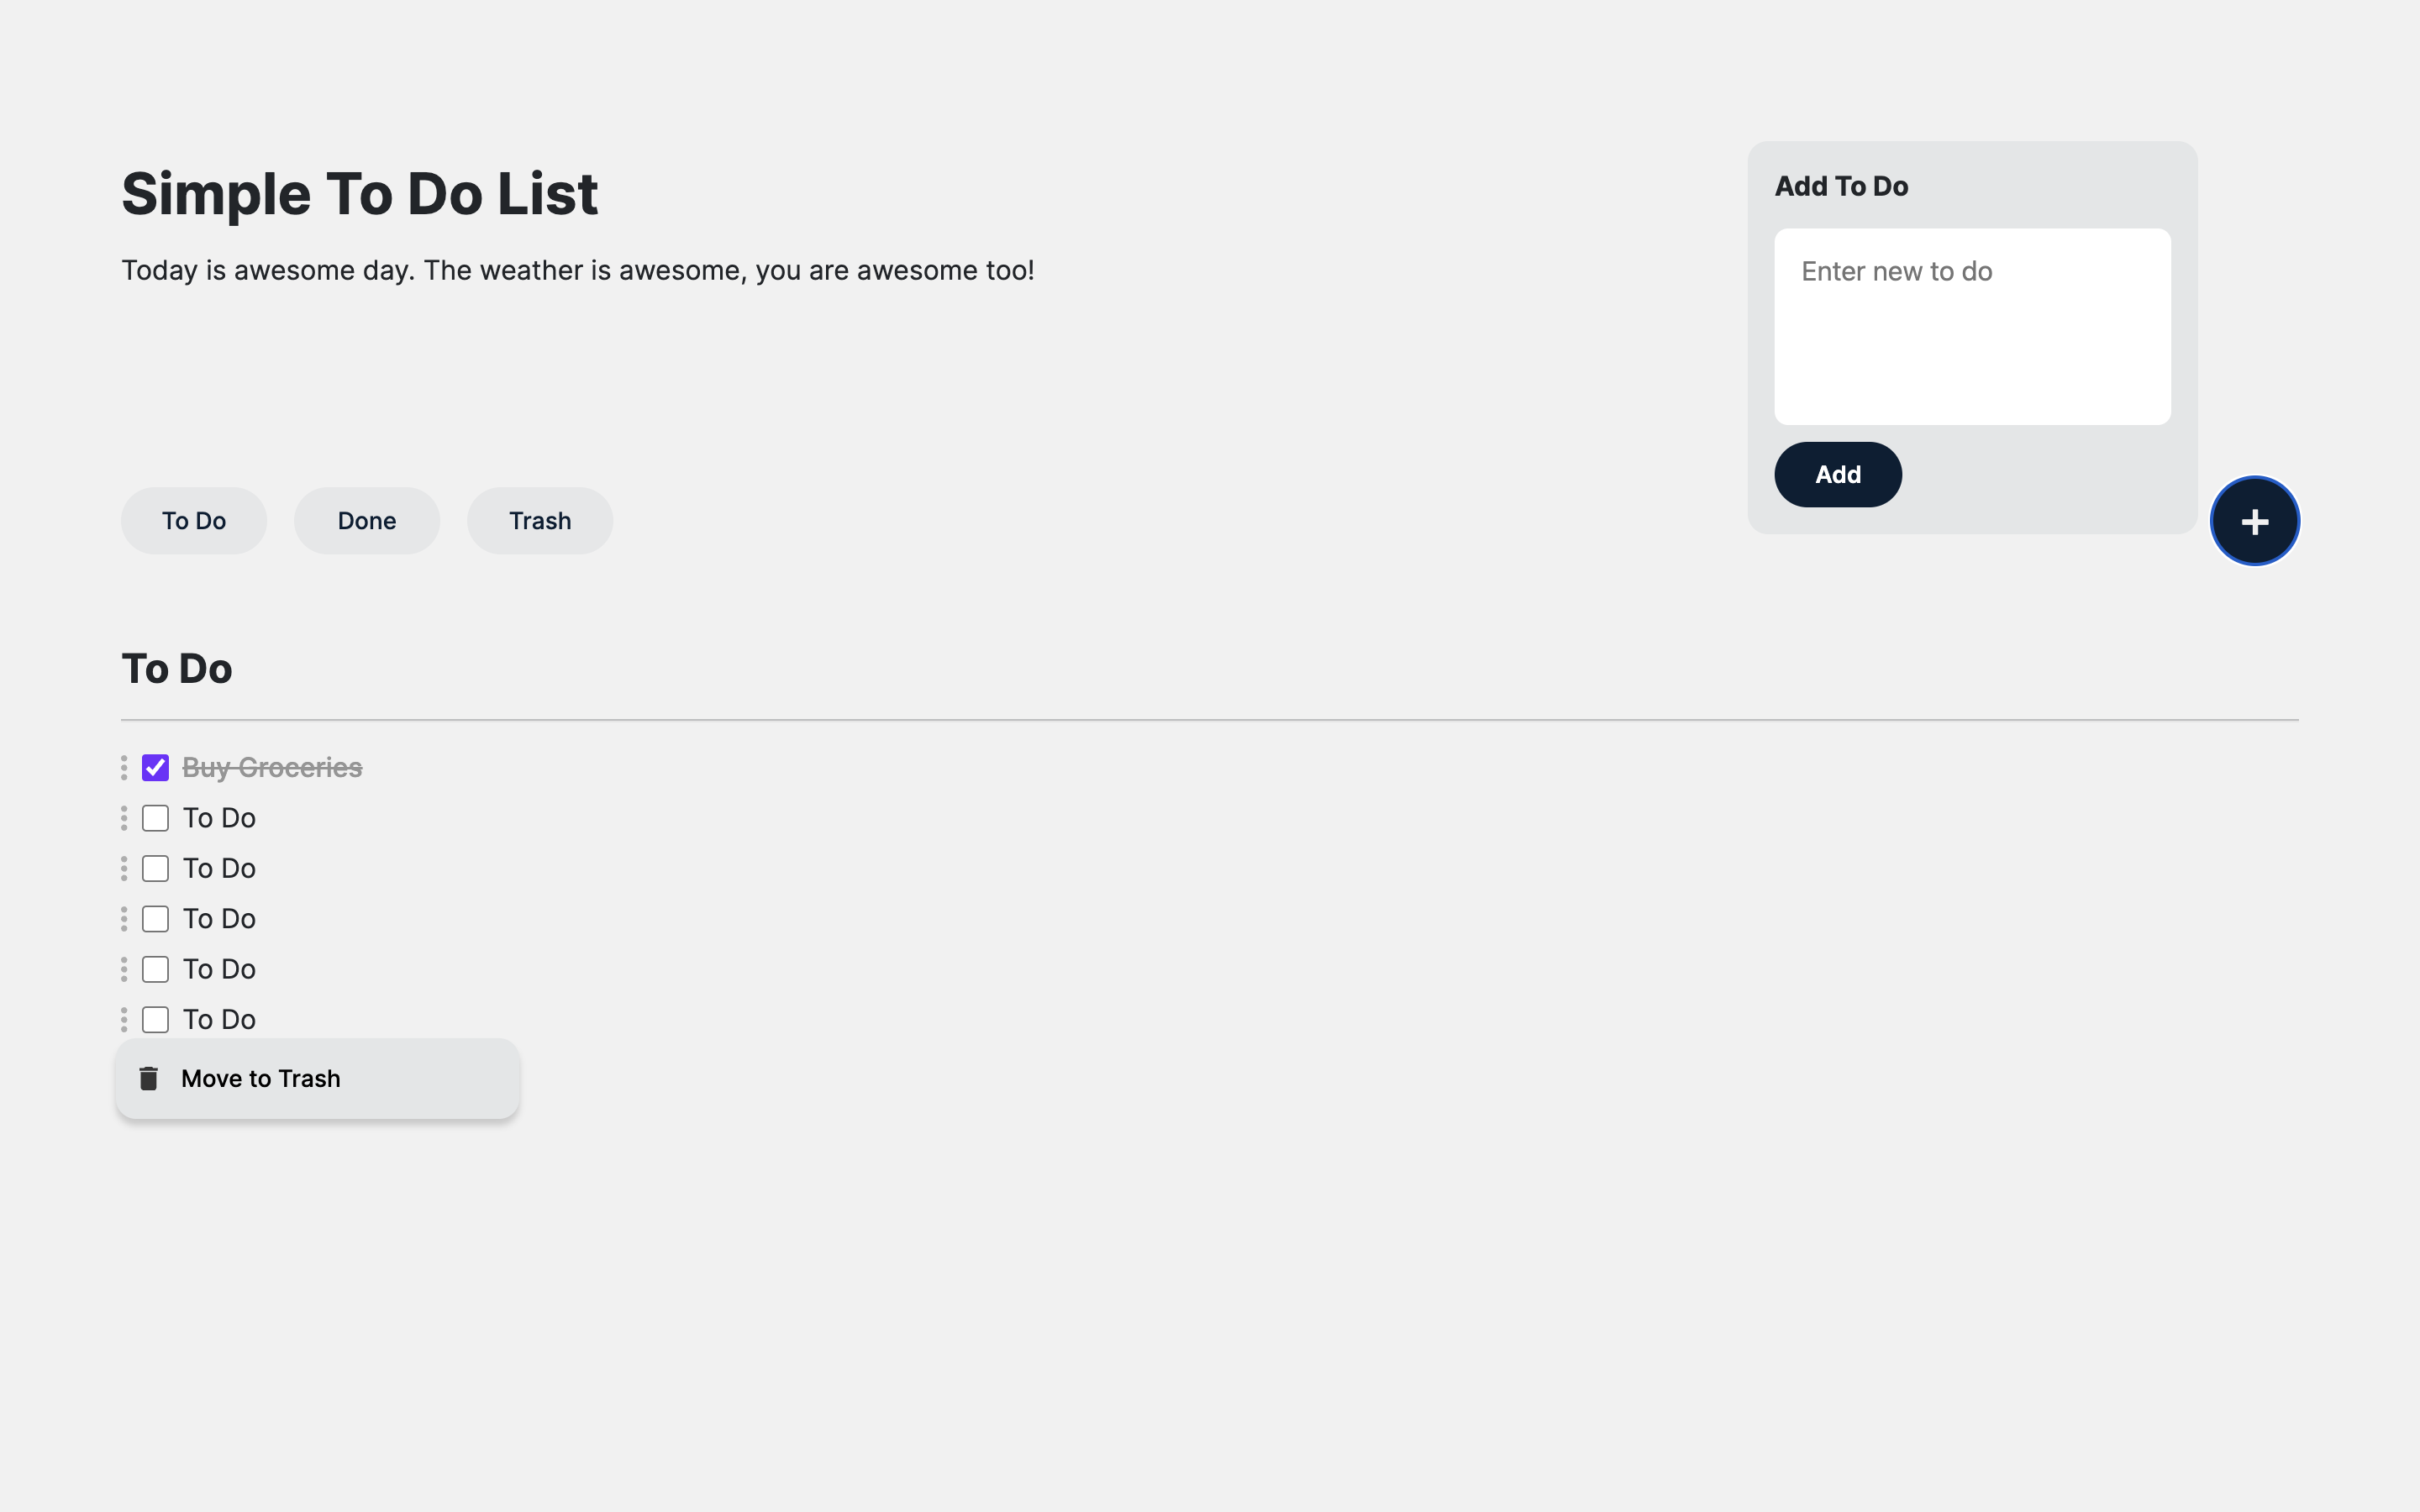 Simple To Do List
Today is awesome day. The weather is awesome, you are awesome too!
Add To Do
Enter new to do
Add
To Do
Done
Trash
+
To Do
Buy Groceries
To Do
To Do
To Do
To Do
To Do
Move to Trash